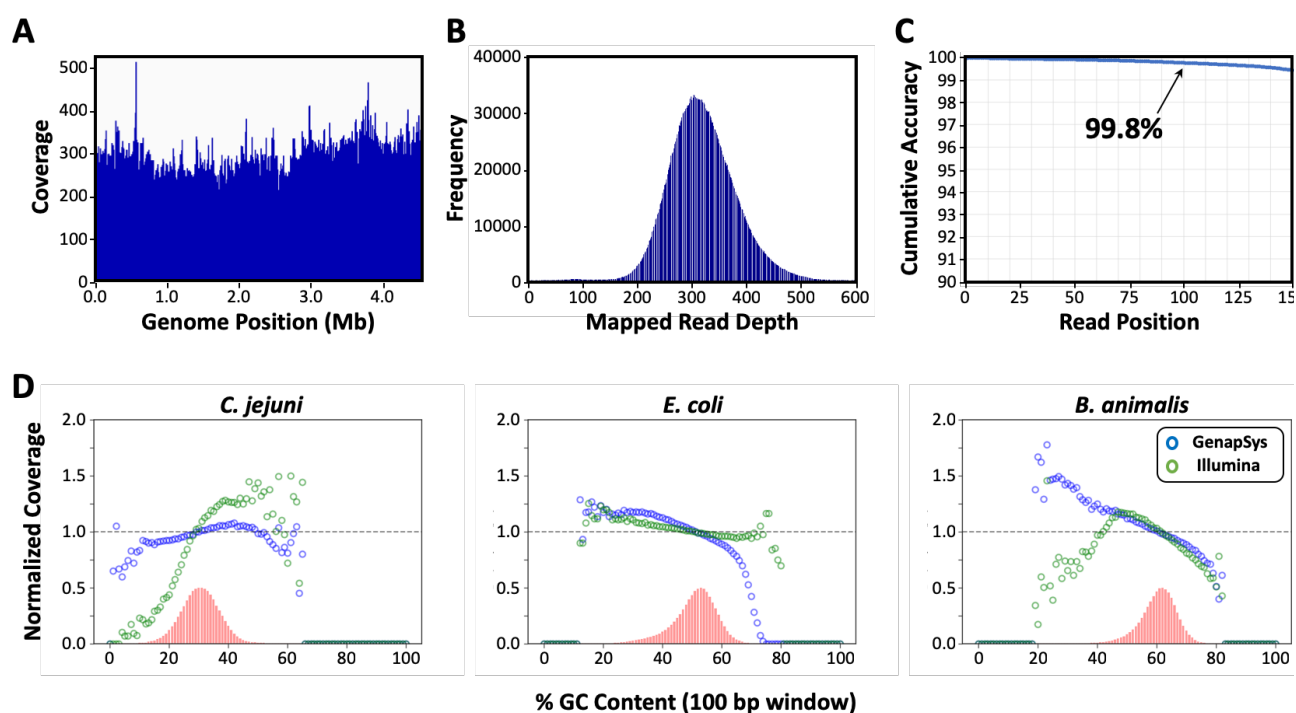 A
B
C
500
400
300
200
100
0
Coverage
0.0 1.0 2.0 3.0 4.0
Genome Position (Mb)
40000
30000
20000
10000
0
Frequency
0 100 200 300 400 500 600
Mapped Read Depth
100
99
98
97
96
95
94
93
92
91
90
Cumulative Accuracy
99.8%
0 25 50 75 100 125 15
Read Position
D
C. jejuni
2.0
1.5
1.0
0.5
0.0
Normalized Coverage
0 20 40 60 80 100
E. coli
2.0
1.5
1.0
0.5
0.0
0 20 40 60 80 100
B. animalis
2.0
1.5
1.0
0.5
0.0
GenapSys
Illumina
0 20 40 60 80 100
% GC Content (100 bp window)